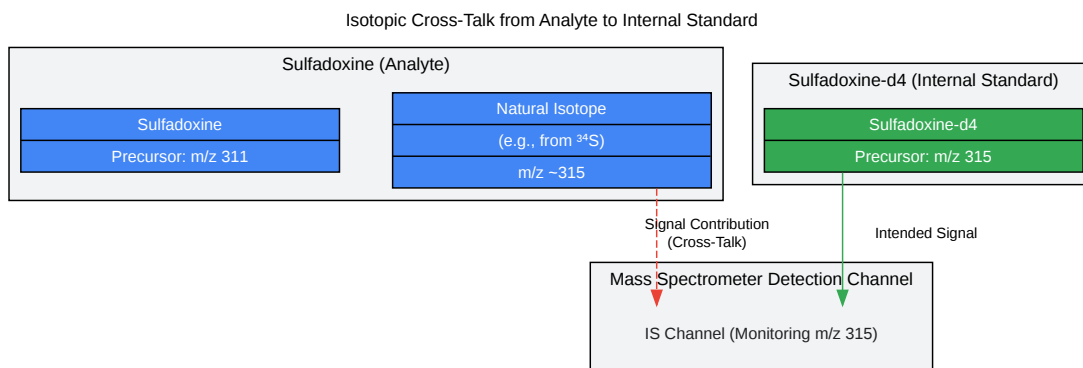 Isotopic Cross-Talk from Analyte to Internal Standard
Sulfadoxine (Analyte)
Sulfadoxine
Precursor: m/z 311
Natural Isotope
(e.g., from ³⁴S)
m/z ~315
Sulfadoxine-d4 (Internal Standard)
Sulfadoxine-d4
Precursor: m/z 315
Signal Contribution
(Cross-Talk)
Intended Signal
Mass Spectrometer Detection Channel
IS Channel (Monitoring m/z 315)